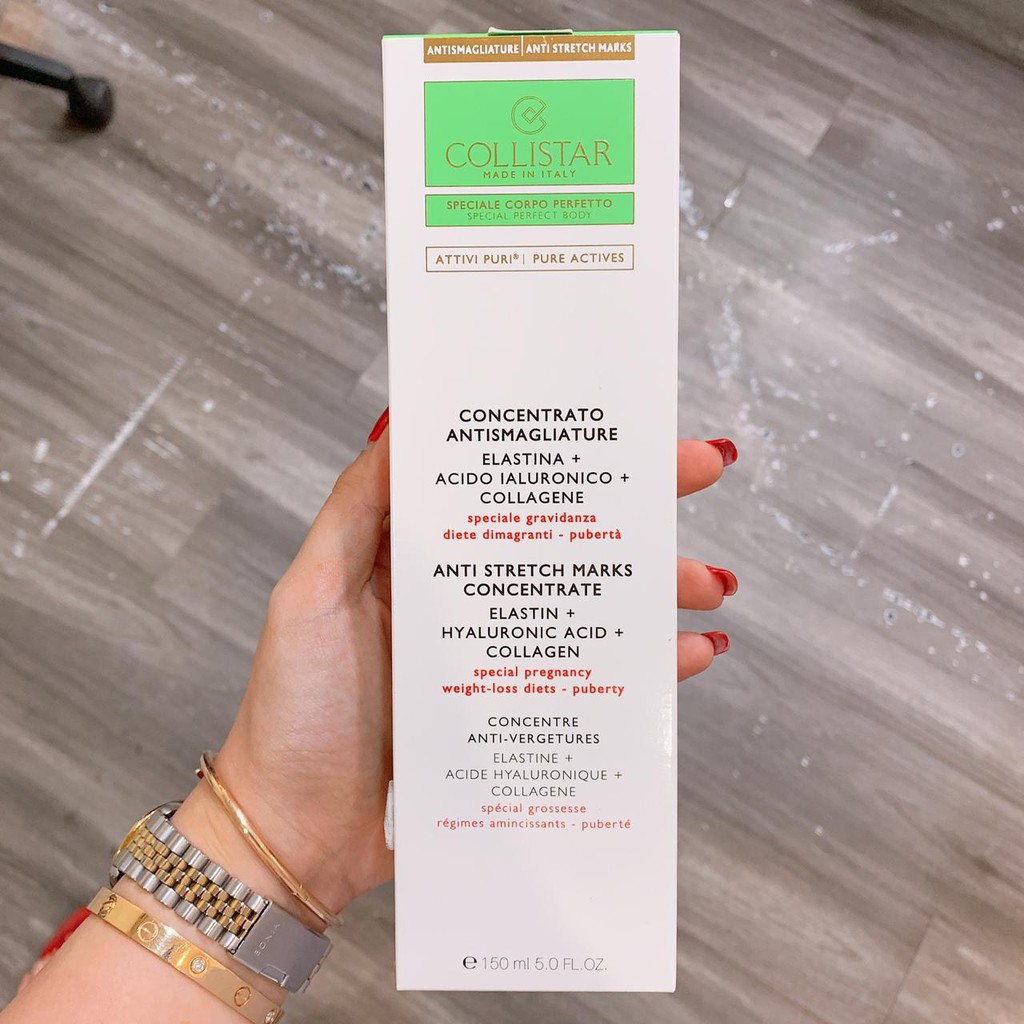 ANTISMAGLIATURE | ANTI STRETCH MARKS
COLLISTAR
MADE IN ITALY
SPECIALE CORPO PERFETTO
SPECIAL PERFECT BODY
ATTIVI PURI® | PURE ACTIVES
CONCENTRATO
ANTISMAGLIATURE
ELASTINA +
ACIDO IALURONICO +
COLLAGENE
speciale gravidanza
diete dimagranti - pubertà
ANTI STRETCH MARKS
CONCENTRATE
ELASTIN +
HYALURONIC ACID +
COLLAGEN
special pregnancy
weight-loss diets - puberty
CONCENTRE
ANTI-VERGETURES
ELASTINE +
ACIDE HYALURONIQUE +
COLLAGENE
spécial grossesse
régimes amincissants - puberté
℮ 150 ml 5.0 FL.OZ.